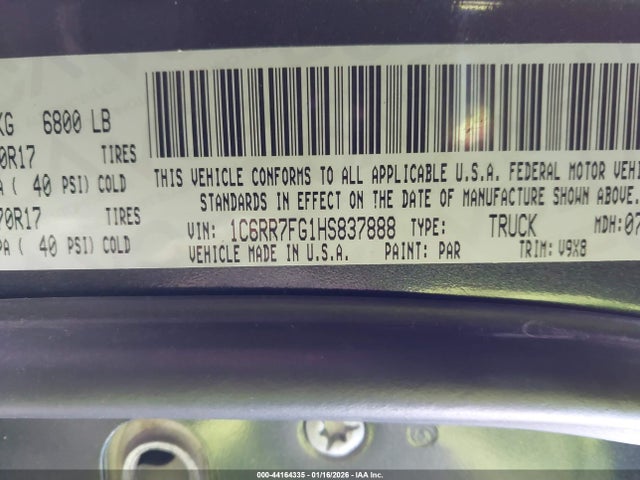 KG 6800 LB
0R17 TIRES
A ( 40 PSI) COLD
70R17 TIRES
PA ( 40 PSI) COLD
THIS VEHICLE CONFORMS TO ALL APPLICABLE U.S.A. FEDERAL MOTOR VEHI
STANDARDS IN EFFECT ON THE DATE OF MANUFACTURE SHOWN ABOVE.
VIN: 1C6RR7FG1HS837888 TYPE: TRUCK MDH: 07
VEHICLE MADE IN U.S.A. PAINT: PAR TRIM: V9X8
000-44164335 - 01/16/2026 - IAA Inc.